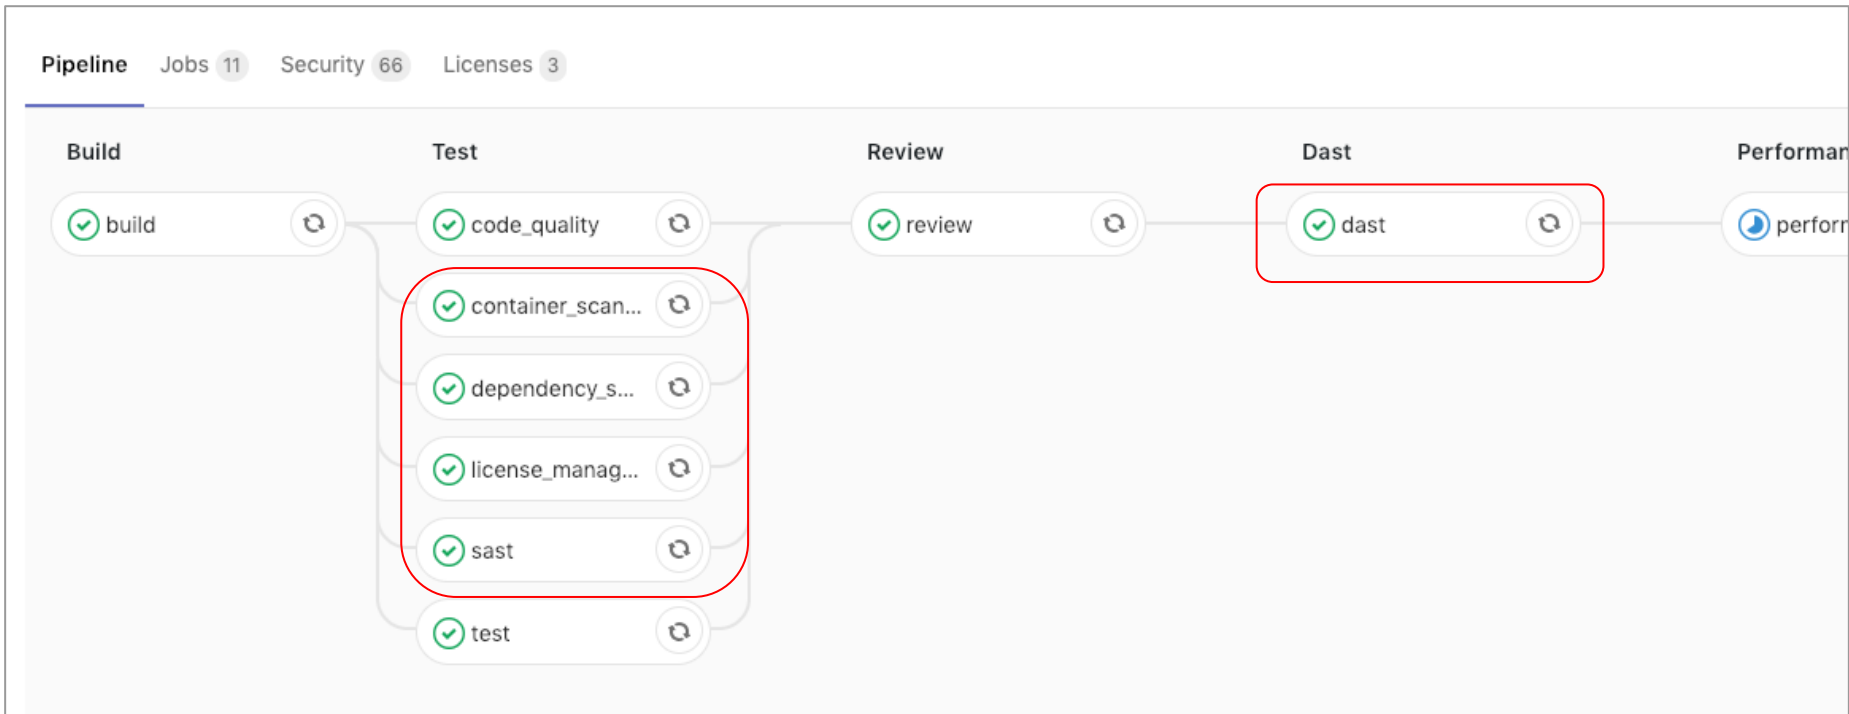 Pipeline Jobs 11 Security 66 Licenses 3
Build Test Review Dast Performan
build code_quality review dast perforr
container_scan...
dependency_s...
license_manag...
sast
test